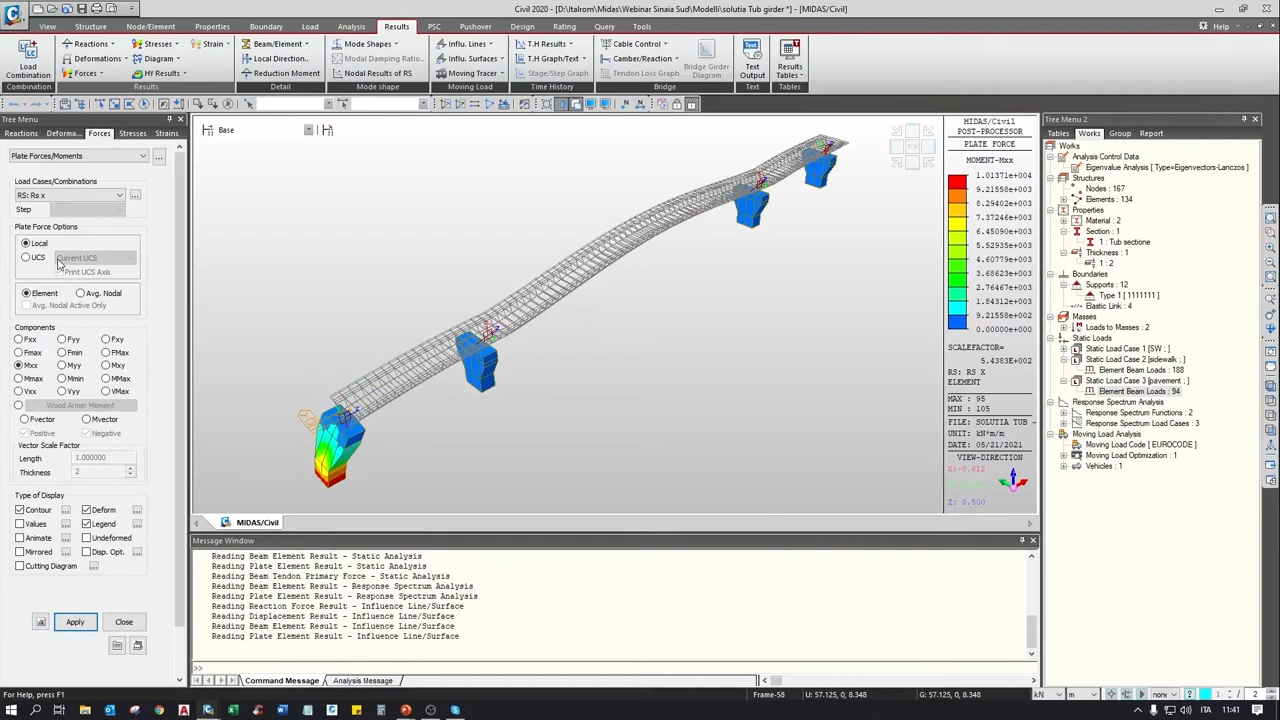 Civil 2020 - [D:\Italrom\Midas\Webinar Sinaia Sud\Modelli\solutia Tub girder *] - [MIDAS/Civil]
View Structure Node/Element Properties Boundary Load Analysis Results PSC Pushover Design Rating Query Tools Help
Load Combination
Combination
Reactions Stresses Strain
Deformations Diagram
Forces HY Results
Results
Beam/Element
Local Direction..
Reduction Moment
Detail
Mode Shapes
Modal Damping Ratio
Nodal Results of RS
Mode shape
Influ. Lines
Influ. Surfaces
Moving Tracer
Moving Load
T.H Results
T.H Graph/Text
Stage/Step Graph
Time History
Cable Control
Camber/Reaction
Tendon Loss Graph
Bridge Girder Diagram
Bridge
Text Output
Text
Results Tables
Tables
Tree Menu
Reactions Deforma... Forces Stresses Strains
Plate Forces/Moments
Load Cases/Combinations
RS: Rs x
Step
Plate Force Options
Local
UCS Current UCS
Print UCS Axis
Element Avg. Nodal
Avg. Nodal Active Only
Components
Fxx Fyy Fxy
Fmax Fmin FMax
Mxx Myy Mxy
Mmax Mmin MMax
Vxx Vyy VMax
Wood Armer Moment
Fvector Mvector
Positive Negative
Vector Scale Factor
Length 1.000000
Thickness 2
Type of Display
Contour Deform
Values Legend
Animate Undeformed
Mirrored Disp. Opt.
Cutting Diagram
Apply Close
Base
MIDAS/Civil
POST-PROCESSOR
PLATE FORCE
MOMENT-Mxx
1.01371e+004
9.21558e+003
8.29402e+003
7.37246e+003
6.45090e+003
5.52935e+003
4.60779e+003
3.68623e+003
2.76467e+003
1.84312e+003
9.21558e+002
0.00000e+000
SCALEFACTOR=
5.4383E+002
RS: RS X
ELEMENT
MAX : 95
MIN : 105
FILE: SOLUTIA TUB ~
UNIT: kN*m/m
DATE: 05/21/2021
VIEW-DIRECTION
X:-0.612
Z: 0.500
MIDAS/Civil
Message Window
Reading Beam Element Result - Static Analysis
Reading Plate Element Result - Static Analysis
Reading Beam Tendon Primary Force - Static Analysis
Reading Beam Element Result - Response Spectrum Analysis
Reading Plate Element Result - Response Spectrum Analysis
Reading Reaction Force Result - Influence Line/Surface
Reading Displacement Result - Influence Line/Surface
Reading Beam Element Result - Influence Line/Surface
Reading Plate Element Result - Influence Line/Surface
>>
Command Message Analysis Message
Tree Menu 2
Tables Works Group Report
Works
Analysis Control Data
Eigenvalue Analysis [ Type=Eigenvectors-Lanczos ]
Structures
Nodes : 167
Elements : 134
Properties
Material : 2
Section : 1
1 : Tub sectione
Thickness : 1
1 : 2
Boundaries
Supports : 12
Type 1 [1111111]
Elastic Link : 4
Masses
Loads to Masses : 2
Static Loads
Static Load Case 1 [SW ; ]
Static Load Case 2 [sidewalk ; ]
Element Beam Loads : 188
Static Load Case 3 [pavement ; ]
Element Beam Loads : 94
Response Spectrum Analysis
Response Spectrum Functions : 2
Response Spectrum Load Cases : 3
Moving Load Analysis
Moving Load Code [ EUROCODE ]
Moving Load Optimization : 1
Vehicles : 1
For Help, press F1
Frame-58
U: 57.125, 0, 8.348
G: 57.125, 0, 8.348
kN
m
none
2
ITA
11:41